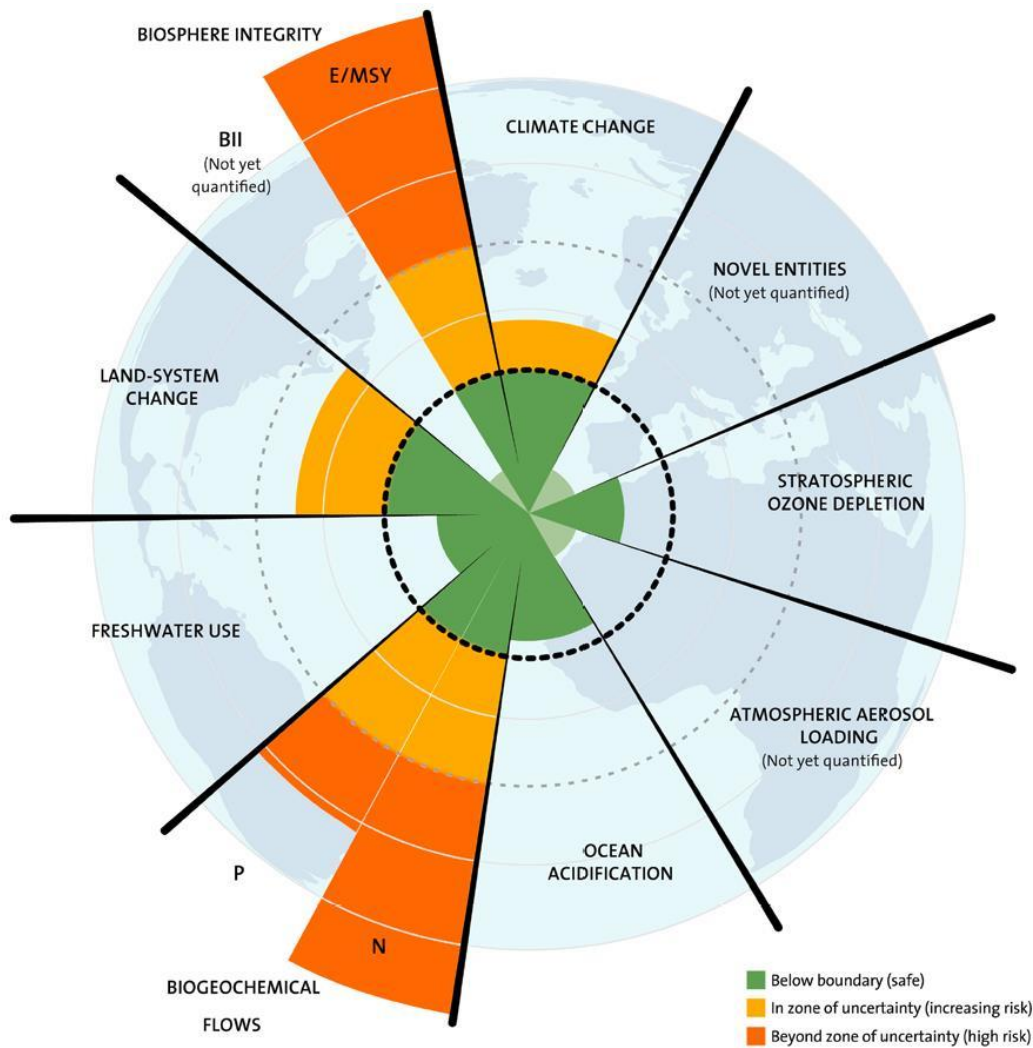 BIOSPHERE INTEGRITY
E/MSY
BII
(Not yet
quantified)
CLIMATE CHANGE
NOVEL ENTITIES
(Not yet quantified)
LAND-SYSTEM
CHANGE
STRATOSPHERIC
OZONE DEPLETION
FRESHWATER USE
ATMOSPHERIC AEROSOL
LOADING
(Not yet quantified)
OCEAN
ACIDIFICATION
P
N
BIOGEOCHEMICAL
FLOWS
Below boundary (safe)
In zone of uncertainty (increasing risk)
Beyond zone of uncertainty (high risk)